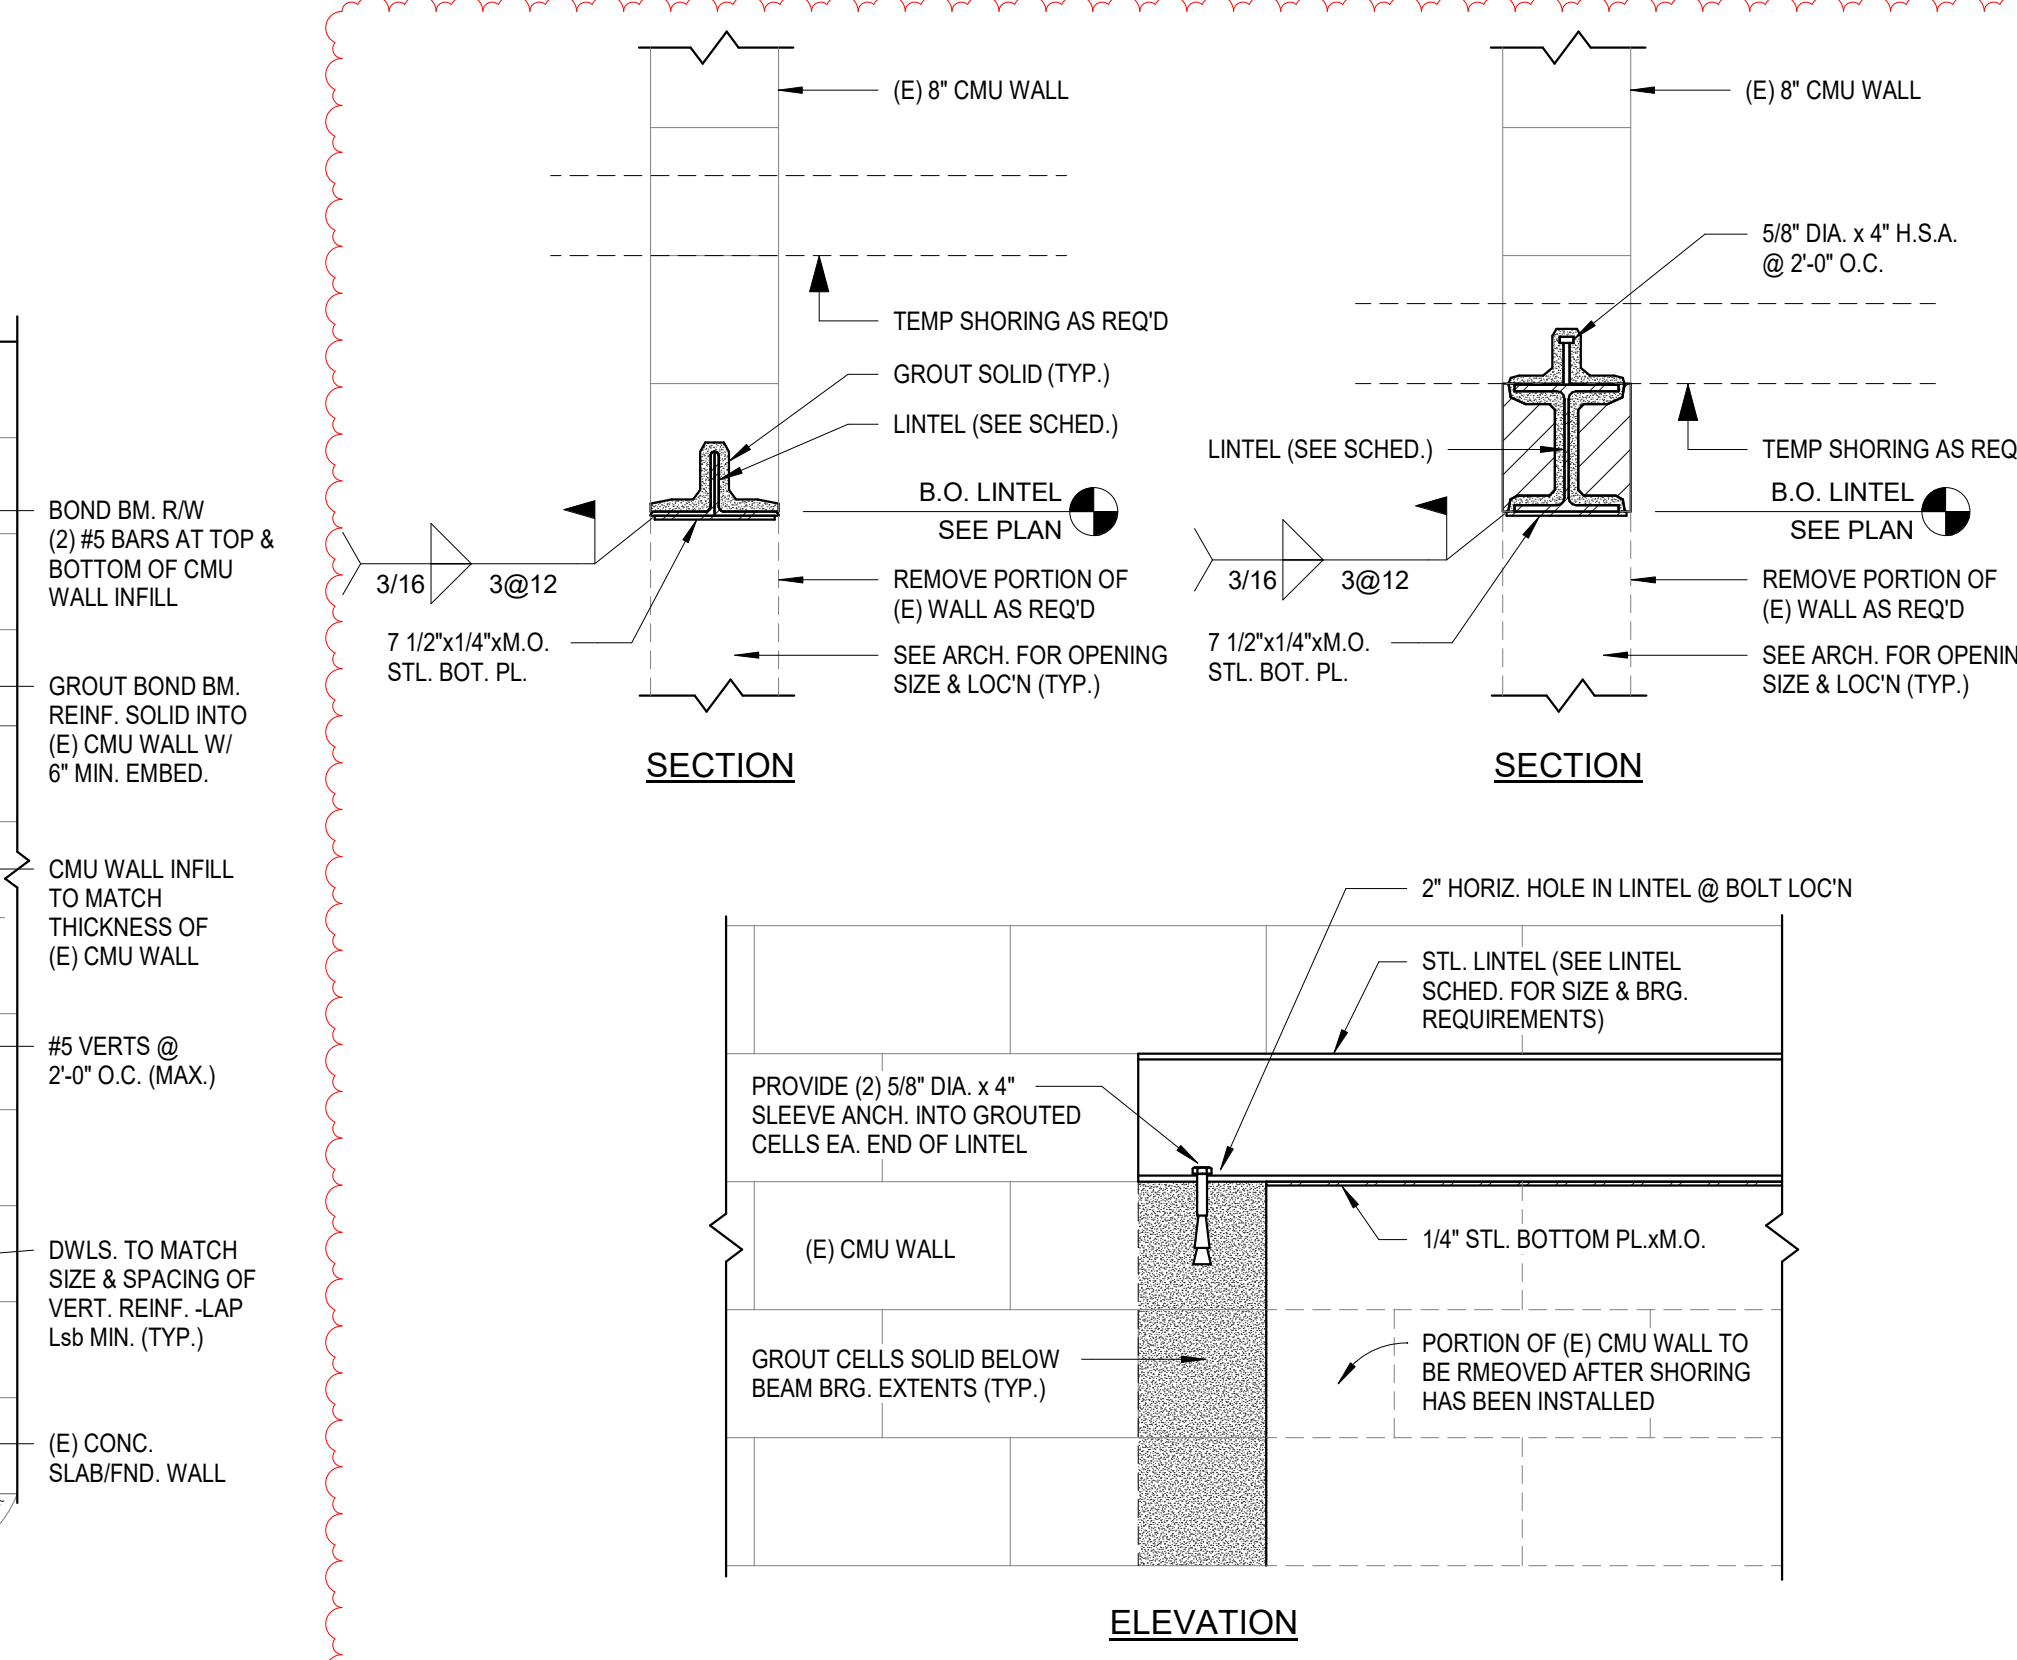 BOND BM. R/W
(2) #5 BARS AT TOP &
BOTTOM OF CMU
WALL INFILL
GROUT BOND BM.
REINF. SOLID INTO
(E) CMU WALL W/
6" MIN. EMBED.
CMU WALL INFILL
TO MATCH
THICKNESS OF
(E) CMU WALL
#5 VERTS @
2'-0" O.C. (MAX.)
DWLS. TO MATCH
SIZE & SPACING OF
VERT. REINF. -LAP
Lsb MIN. (TYP.)
(E) CONC.
SLAB/FND. WALL
(E) 8" CMU WALL
TEMP SHORING AS REQ'D
GROUT SOLID (TYP.)
LINTEL (SEE SCHED.)
B.O. LINTEL
SEE PLAN
3/16
3@12
REMOVE PORTION OF
(E) WALL AS REQ'D
7 1/2"x1/4"xM.O.
STL. BOT. PL.
SEE ARCH. FOR OPENING
SIZE & LOC'N (TYP.)
SECTION
(E) 8" CMU WALL
5/8" DIA. x 4" H.S.A.
@ 2'-0" O.C.
LINTEL (SEE SCHED.)
TEMP SHORING AS REQ
B.O. LINTEL
SEE PLAN
3/16
3@12
REMOVE PORTION OF
(E) WALL AS REQ'D
7 1/2"x1/4"xM.O.
STL. BOT. PL.
SEE ARCH. FOR OPENIN
SIZE & LOC'N (TYP.)
SECTION
2" HORIZ. HOLE IN LINTEL @ BOLT LOC'N
STL. LINTEL (SEE LINTEL
SCHED. FOR SIZE & BRG.
REQUIREMENTS)
PROVIDE (2) 5/8" DIA. x 4"
SLEEVE ANCH. INTO GROUTED
CELLS EA. END OF LINTEL
(E) CMU WALL
1/4" STL. BOTTOM PL.xM.O.
GROUT CELLS SOLID BELOW
BEAM BRG. EXTENTS (TYP.)
PORTION OF (E) CMU WALL TO
BE RMEOVED AFTER SHORING
HAS BEEN INSTALLED
ELEVATION